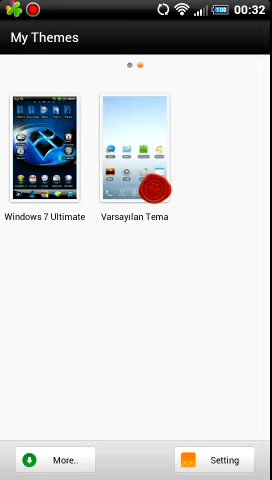 00:32
My Themes
Windows 7 Ultimate
Varsayılan Tema
More..
Setting